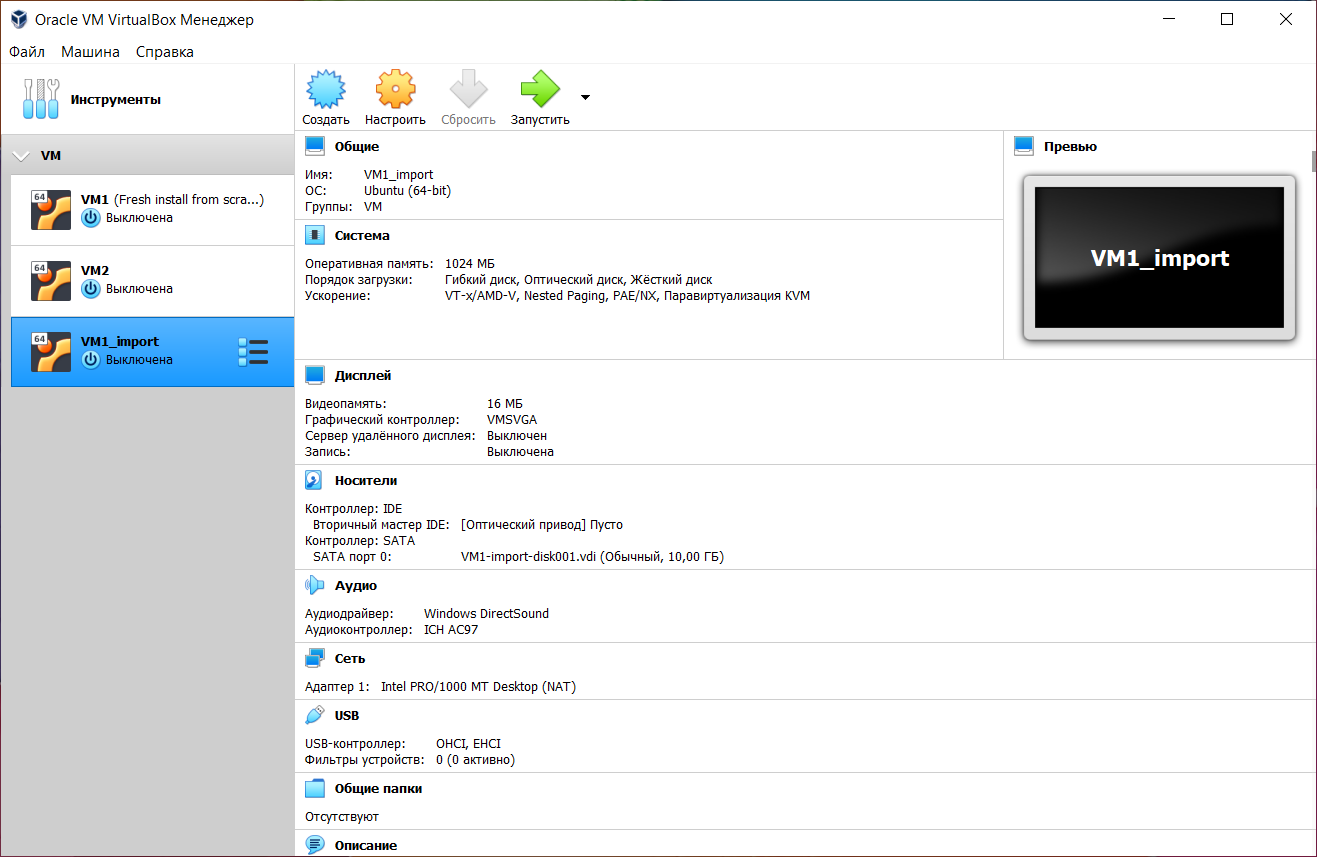 Oracle VM VirtualBox Менеджер
Файл Машина Справка
Инструменты
Создать Настроить Сбросить Запустить
VM
64
VM1 (Fresh install from scra...)
Выключена
64
VM2
Выключена
64
VM1_import
Выключена
Общие
Имя: VM1_import
ОС: Ubuntu (64-bit)
Группы: VM
Превью
VM1_import
Система
Оперативная память: 1024 МБ
Порядок загрузки: Гибкий диск, Оптический диск, Жёсткий диск
Ускорение: VT-x/AMD-V, Nested Paging, PAE/NX, Паравиртуализация KVM
Дисплей
Видеопамять: 16 МБ
Графический контроллер: VMSVGA
Сервер удалённого дисплея: Выключен
Запись: Выключена
Носители
Контроллер: IDE
Вторичный мастер IDE: [Оптический привод] Пусто
Контроллер: SATA
SATA порт 0: VM1-import-disk001.vdi (Обычный, 10,00 ГБ)
Аудио
Аудиодрайвер: Windows DirectSound
Аудиоконтроллер: ICH AC97
Сеть
Адаптер 1: Intel PRO/1000 MT Desktop (NAT)
USB
USB-контроллер: OHCI, EHCI
Фильтры устройств: 0 (0 активно)
Общие папки
Отсутствуют
Описание